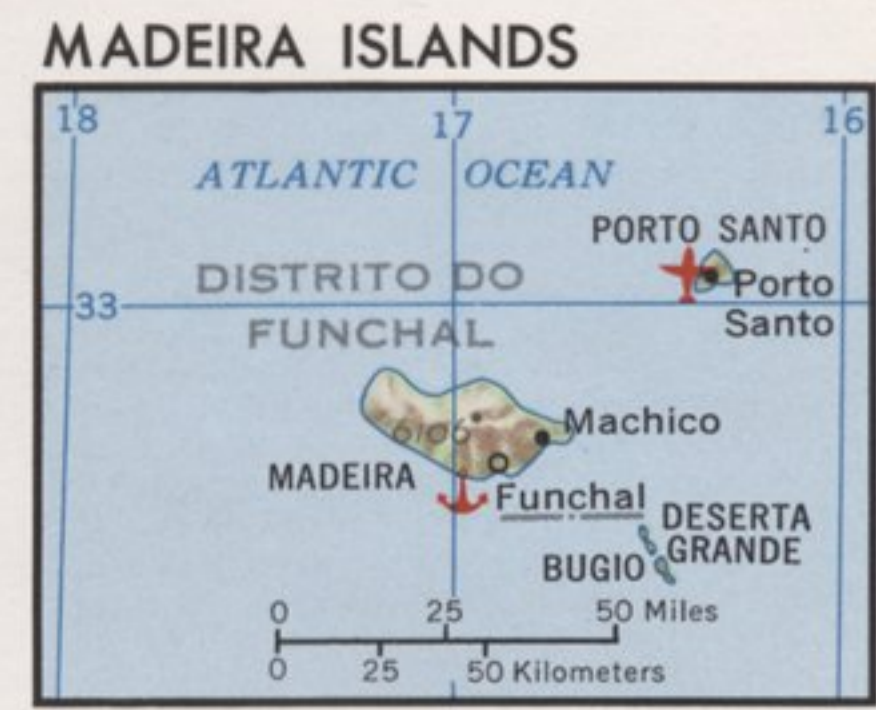 MADEIRA ISLANDS
18
17
16
ATLANTIC OCEAN
PORTO SANTO
DISTRITO DO
Porto
33
Santo
FUNCHAL
Machico
6106
MADEIRA
Funchal
DESERTA
GRANDE
BUGIO
0 25 50 Miles
0 25 50 Kilometers